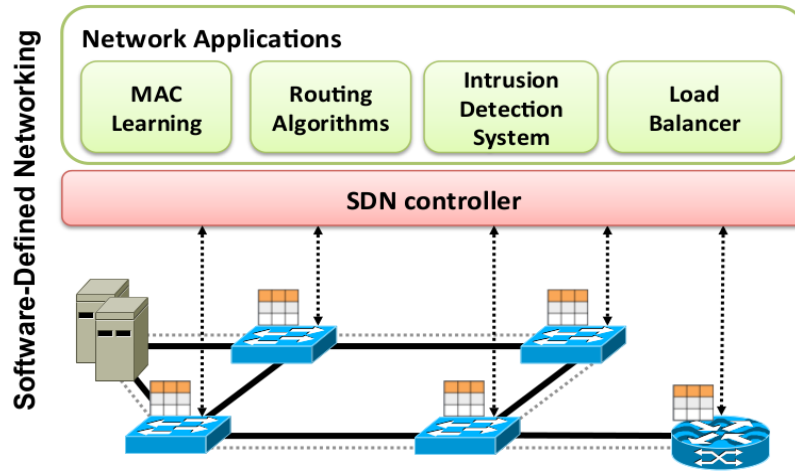 Software-Defined Networking
Network Applications
MAC
Learning
Routing
Algorithms
Intrusion
Detection
System
Load
Balancer
SDN controller